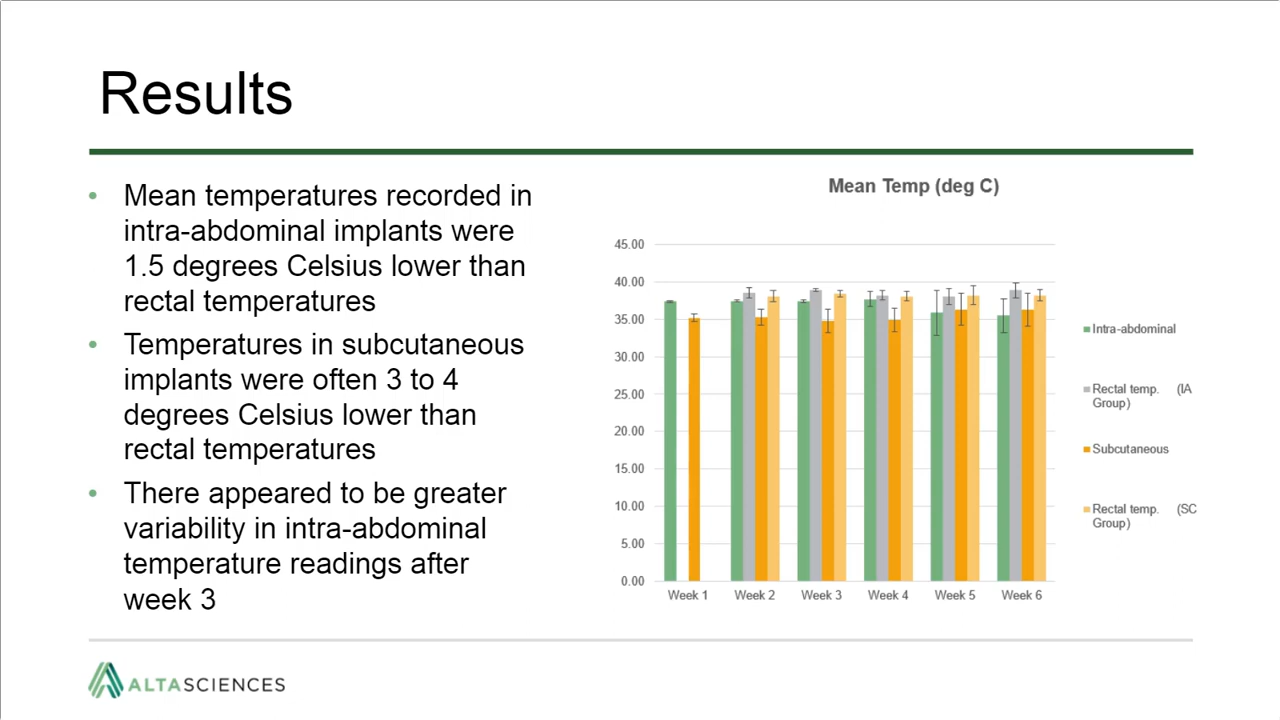 Results
• Mean temperatures recorded in
intra-abdominal implants were
1.5 degrees Celsius lower than
rectal temperatures
• Temperatures in subcutaneous
implants were often 3 to 4
degrees Celsius lower than
rectal temperatures
• There appeared to be greater
variability in intra-abdominal
temperature readings after
week 3
Mean Temp (deg C)
45.00
40.00
35.00
30.00
25.00
20.00
15.00
10.00
5.00
0.00
Week 1 Week 2 Week 3 Week 4 Week 5 Week 6
Intra-abdominal
Rectal temp. (IA
Group)
Subcutaneous
Rectal temp. (SC
Group)
ALTASCIENCES